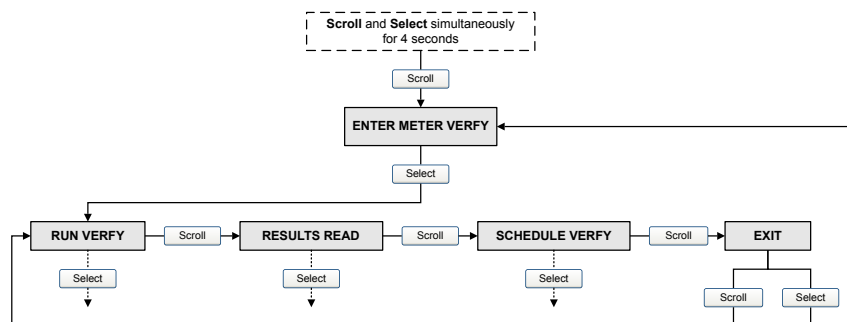 Scroll and Select simultaneously
for 4 seconds
Scroll
ENTER METER VERFY
Select
RUN VERFY
Scroll
RESULTS READ
Scroll
SCHEDULE VERFY
Scroll
EXIT
Select
Select
Select
Scroll
Select